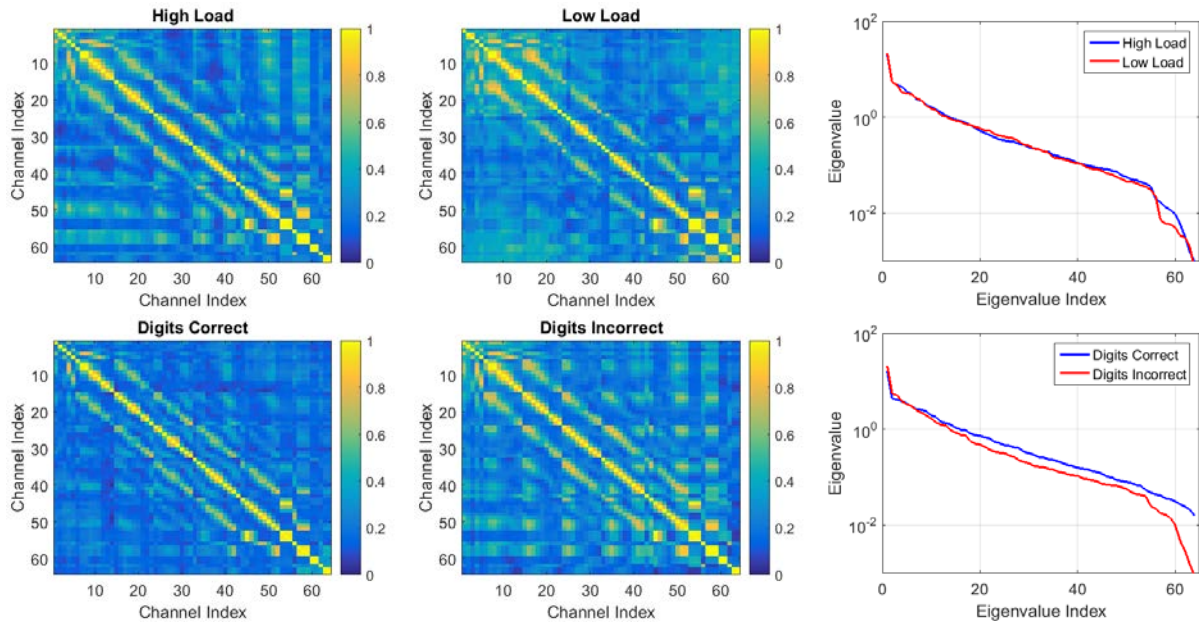 High Load
Low Load
10
20
30
40
50
60
Channel Index
10 20 30 40 50 60
Channel Index
1
0.8
0.6
0.4
0.2
0
10
20
30
40
50
60
Channel Index
10 20 30 40 50 60
Channel Index
1
0.8
0.6
0.4
0.2
0
10²
10⁰
10⁻²
Eigenvalue
0 20 40 60
Eigenvalue Index
High Load
Low Load
Digits Correct
Digits Incorrect
10
20
30
40
50
60
Channel Index
10 20 30 40 50 60
Channel Index
1
0.8
0.6
0.4
0.2
0
10
20
30
40
50
60
Channel Index
10 20 30 40 50 60
Channel Index
1
0.8
0.6
0.4
0.2
0
10²
10⁰
10⁻²
Eigenvalue
0 20 40 60
Eigenvalue Index
Digits Correct
Digits Incorrect